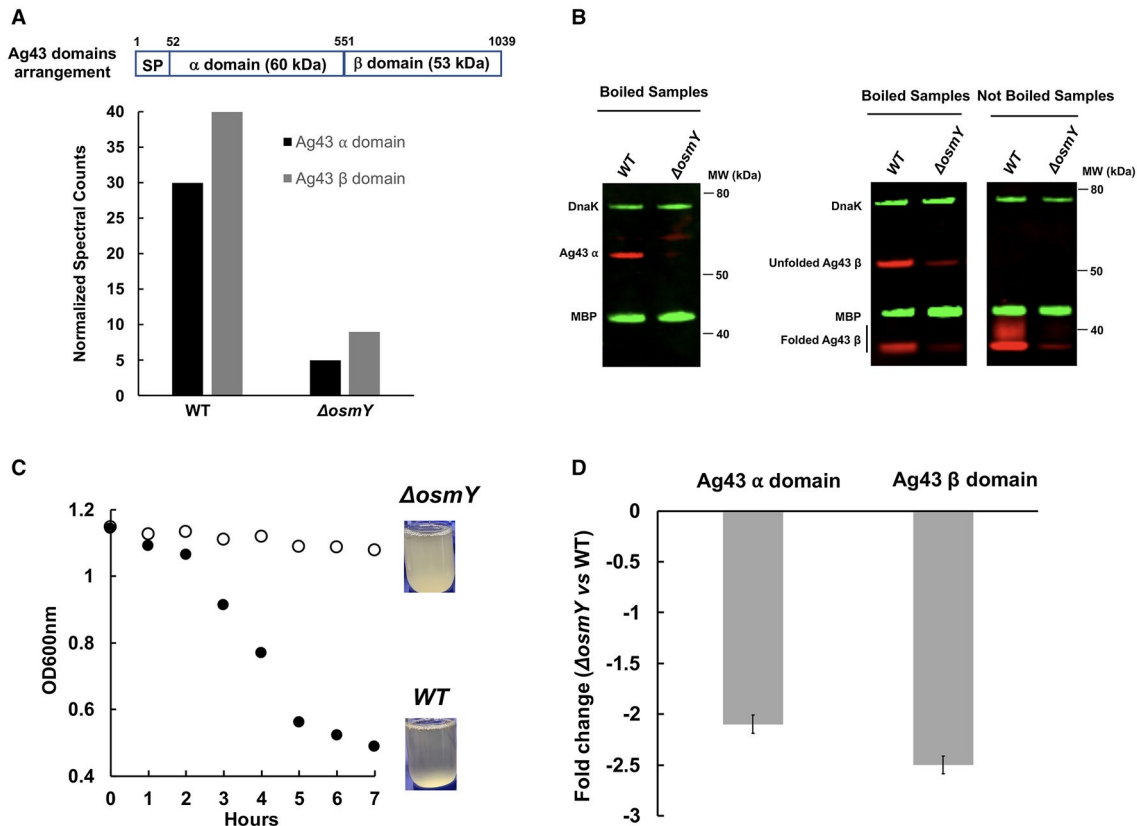 A
Ag43 domains
arrangement
1 52 551 1039
SP α domain (60 kDa) β domain (53 kDa)
Normalized Spectral Counts
40
35
30
25
20
15
10
5
0
Ag43 α domain
Ag43 β domain
WT ΔosmY
B
Boiled Samples
WT ΔosmY
MW (kDa)
80
DnaK
Ag43 α
50
MBP
40
Boiled Samples Not Boiled Samples
WT ΔosmY WT ΔosmY
MW (kDa)
80
DnaK
Unfolded Ag43 β
50
MBP
40
Folded Ag43 β
C
OD600nm
1.2
1
0.8
0.6
0.4
0 1 2 3 4 5 6 7
Hours
ΔosmY
WT
D
Ag43 α domain Ag43 β domain
Fold change (ΔosmY vs WT)
0
-0.5
-1
-1.5
-2
-2.5
-3